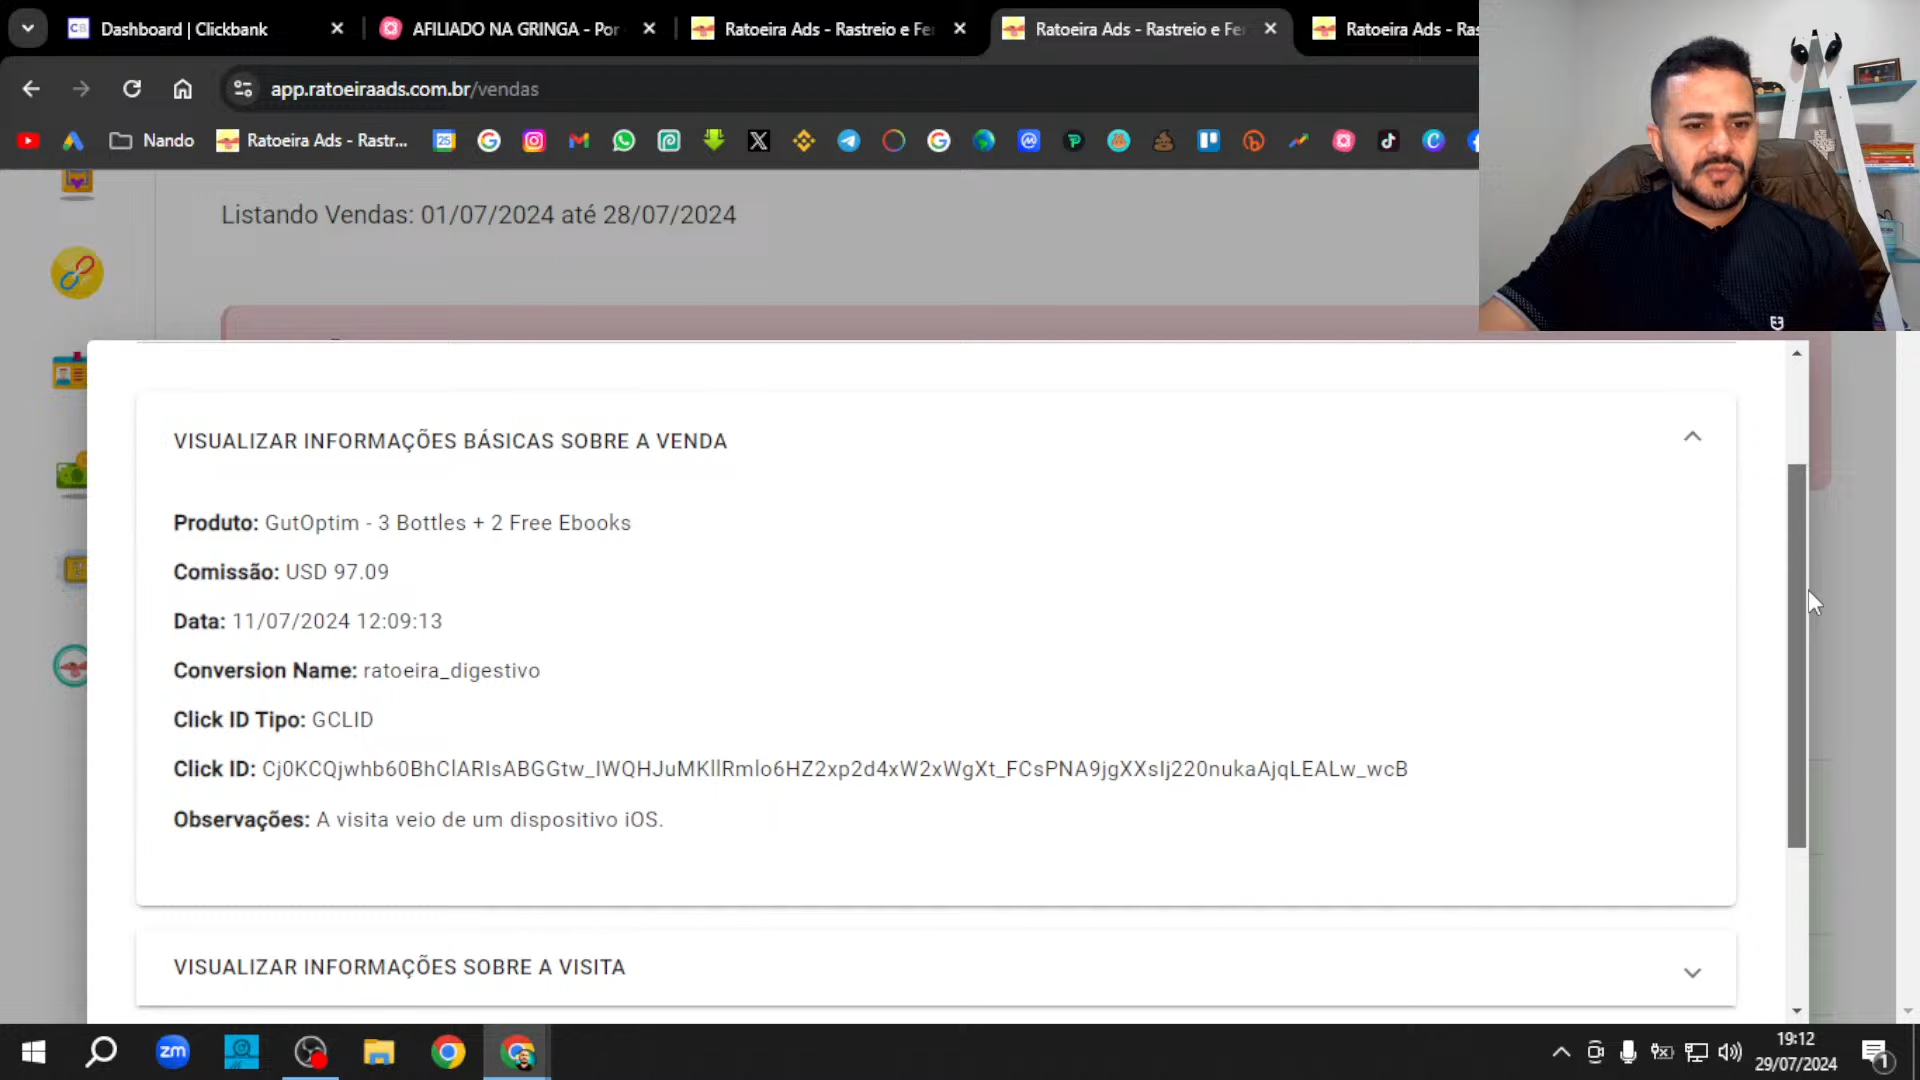 Dashboard | Clickbank
AFILIADO NA GRINGA - Por
Ratoeira Ads - Rastreio e Fer
Ratoeira Ads - Rastreio e Fer
Ratoeira Ads - Ras
app.ratoeiraads.com.br/vendas
Nando
Ratoeira Ads - Rastr...
Listando Vendas: 01/07/2024 até 28/07/2024
VISUALIZAR INFORMAÇÕES BÁSICAS SOBRE A VENDA
Produto: GutOptim - 3 Bottles + 2 Free Ebooks
Comissão: USD 97.09
Data: 11/07/2024 12:09:13
Conversion Name: ratoeira_digestivo
Click ID Tipo: GCLID
Click ID: Cj0KCQjwhb60BhClARIsABGGtw_IWQHJuMKllRmlo6HZ2xp2d4xW2xWgXt_FCsPNA9jgXXsIj220nukaAjqLEALw_wcB
Observações: A visita veio de um dispositivo iOS.
VISUALIZAR INFORMAÇÕES SOBRE A VISITA
zm
19:12
29/07/2024
1